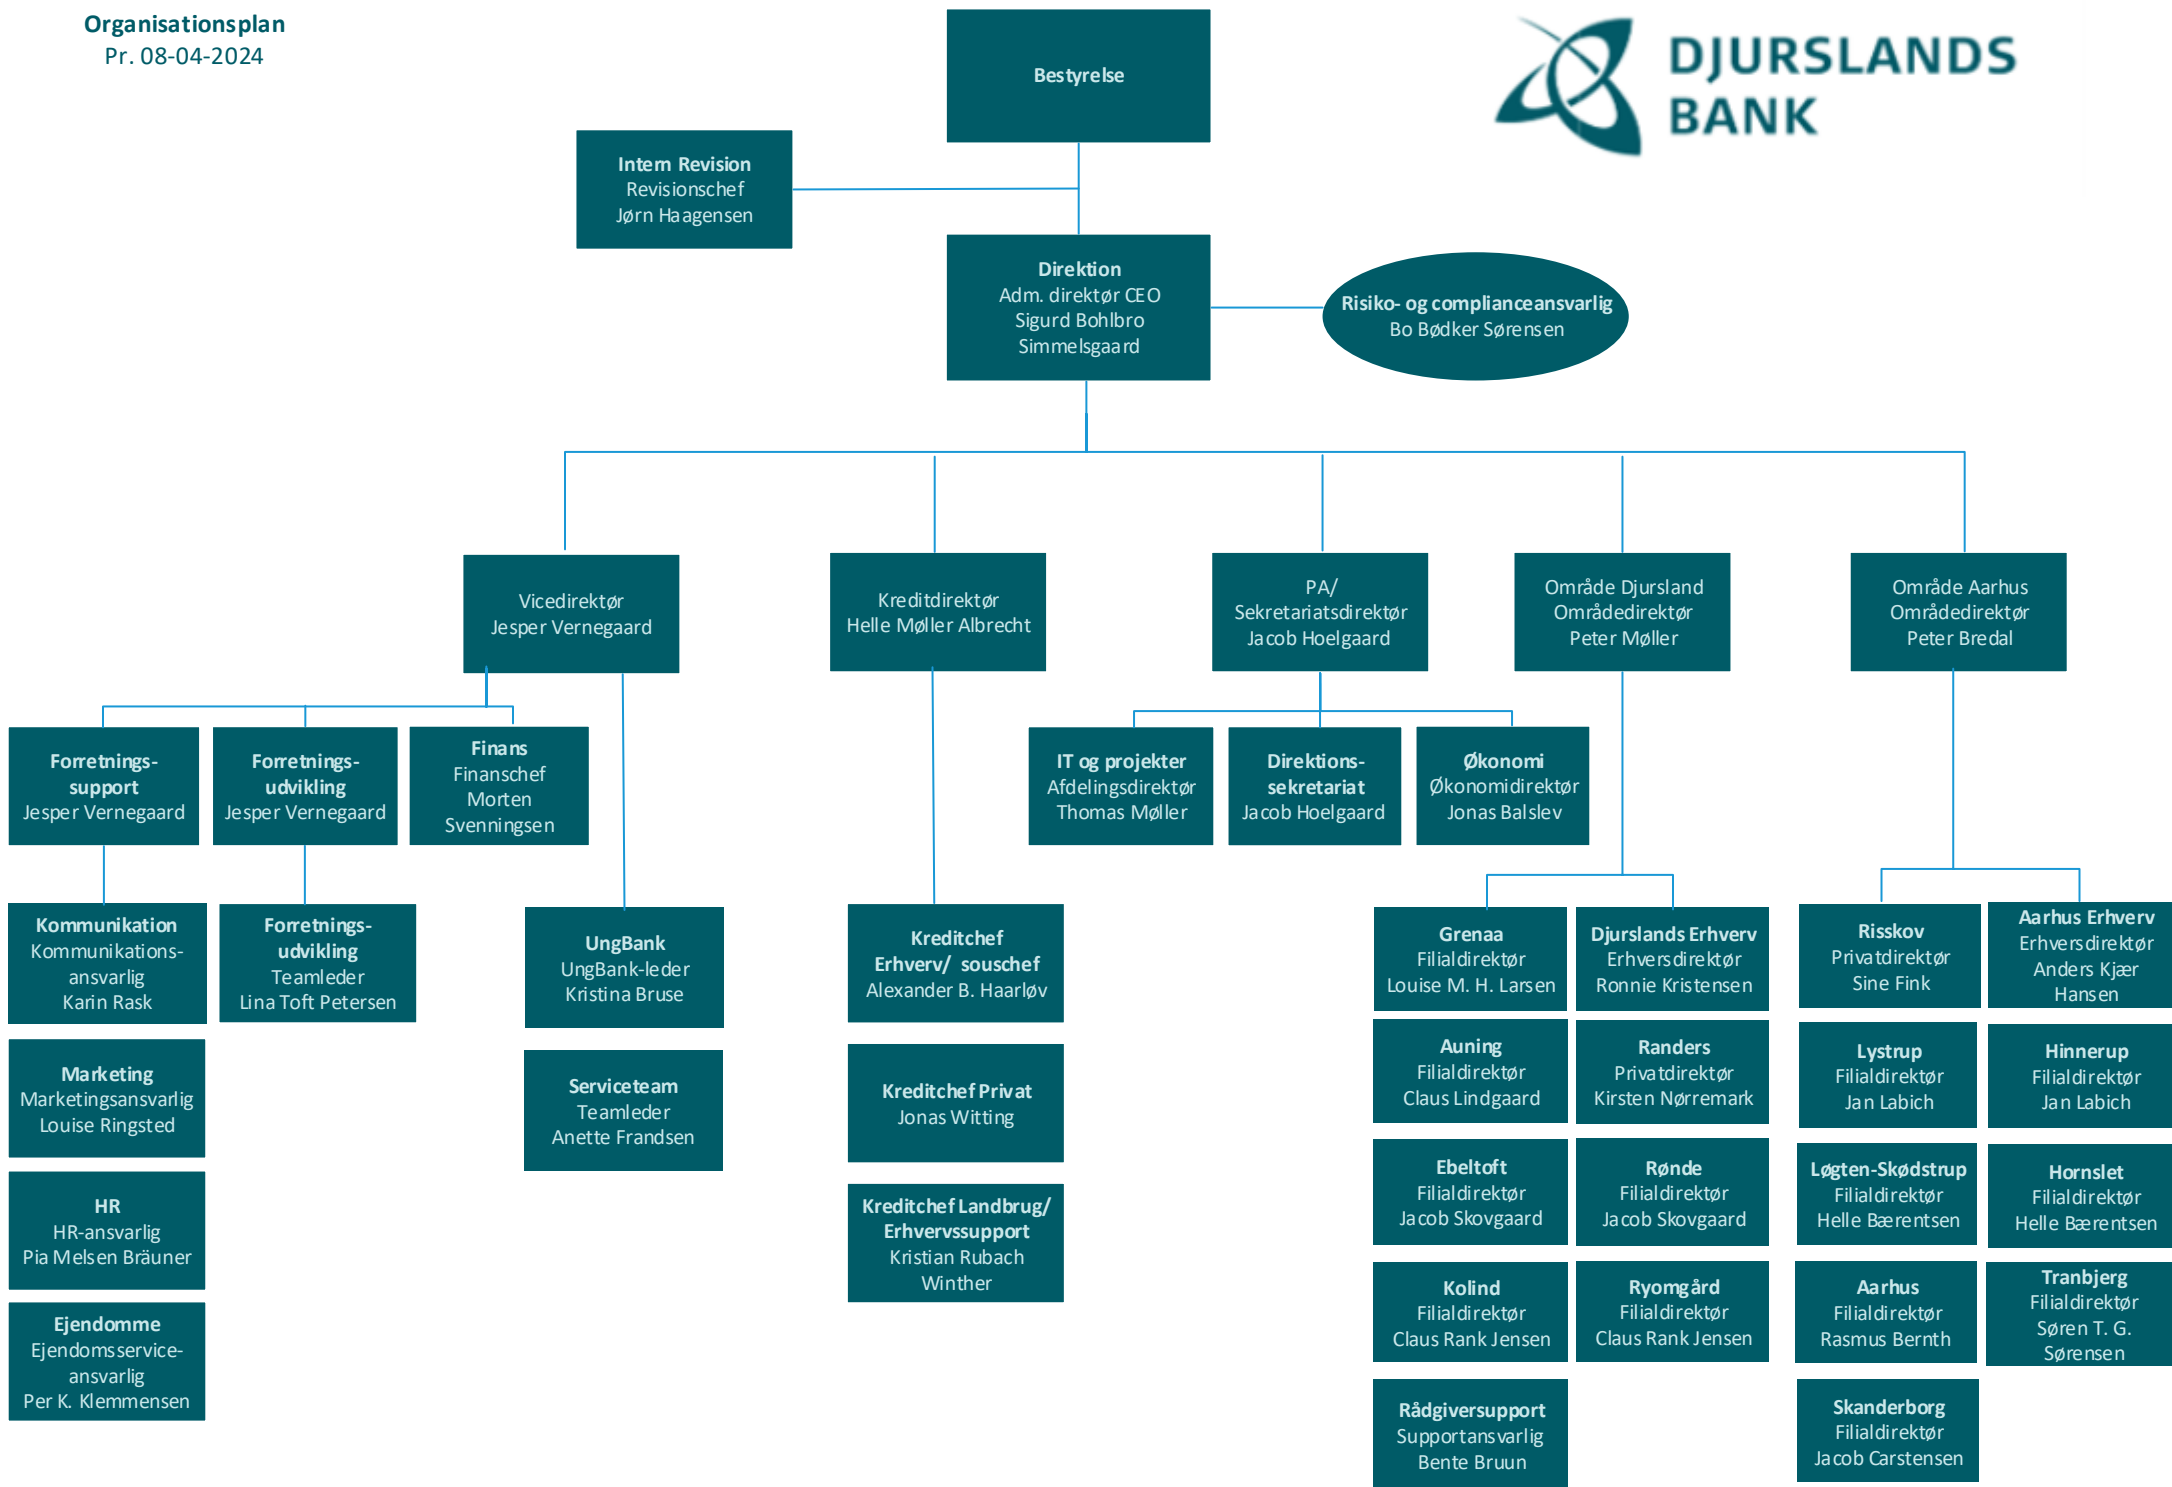 Organisationsplan
Pr. 08-04-2024
DJURSLANDS
BANK
Bestyrelse
Intern Revision
Revisionschef
Jørn Haagensen
Direktion
Adm. direktør CEO
Sigurd Bohlbro
Simmelsgaard
Risiko- og complianceansvarlig
Bo Bødker Sørensen
Vicedirektør
Jesper Vernegaard
Kreditdirektør
Helle Møller Albrecht
PA/
Sekretariatsdirektør
Jacob Hoelgaard
Område Djursland
Områdedirektør
Peter Møller
Område Aarhus
Områdedirektør
Peter Bredal
Forretnings-
support
Jesper Vernegaard
Forretnings-
udvikling
Jesper Vernegaard
Finans
Finanschef
Morten
Svenningsen
IT og projekter
Afdelingsdirektør
Thomas Møller
Direktions-
sekretariat
Jacob Hoelgaard
Økonomi
Økonomidirektør
Jonas Balslev
Kommunikation
Kommunikations-
ansvarlig
Karin Rask
Forretnings-
udvikling
Teamleder
Lina Toft Petersen
UngBank
UngBank-leder
Kristina Bruse
Kreditchef
Erhverv/ souschef
Alexander B. Haarløv
Grenaa
Filialdirektør
Louise M. H. Larsen
Djurslands Erhverv
Erhversdirektør
Ronnie Kristensen
Risskov
Privatdirektør
Sine Fink
Aarhus Erhverv
Erhversdirektør
Anders Kjær
Hansen
Marketing
Marketingsansvarlig
Louise Ringsted
Serviceteam
Teamleder
Anette Frandsen
Kreditchef Privat
Jonas Witting
Auning
Filialdirektør
Claus Lindgaard
Randers
Privatdirektør
Kirsten Nørremark
Lystrup
Filialdirektør
Jan Labich
Hinnerup
Filialdirektør
Jan Labich
HR
HR-ansvarlig
Pia Melsen Bräuner
Kreditchef Landbrug/
Erhvervssupport
Kristian Rubach
Winther
Ebeltoft
Filialdirektør
Jacob Skovgaard
Rønde
Filialdirektør
Jacob Skovgaard
Løgten-Skødstrup
Filialdirektør
Helle Bærentsen
Hornslet
Filialdirektør
Helle Bærentsen
Ejendomme
Ejendomsservice-
ansvarlig
Per K. Klemmensen
Kolind
Filialdirektør
Claus Rank Jensen
Ryomgård
Filialdirektør
Claus Rank Jensen
Aarhus
Filialdirektør
Rasmus Bernth
Tranbjerg
Filialdirektør
Søren T. G.
Sørensen
Rådgiversupport
Supportansvarlig
Bente Bruun
Skanderborg
Filialdirektør
Jacob Carstensen